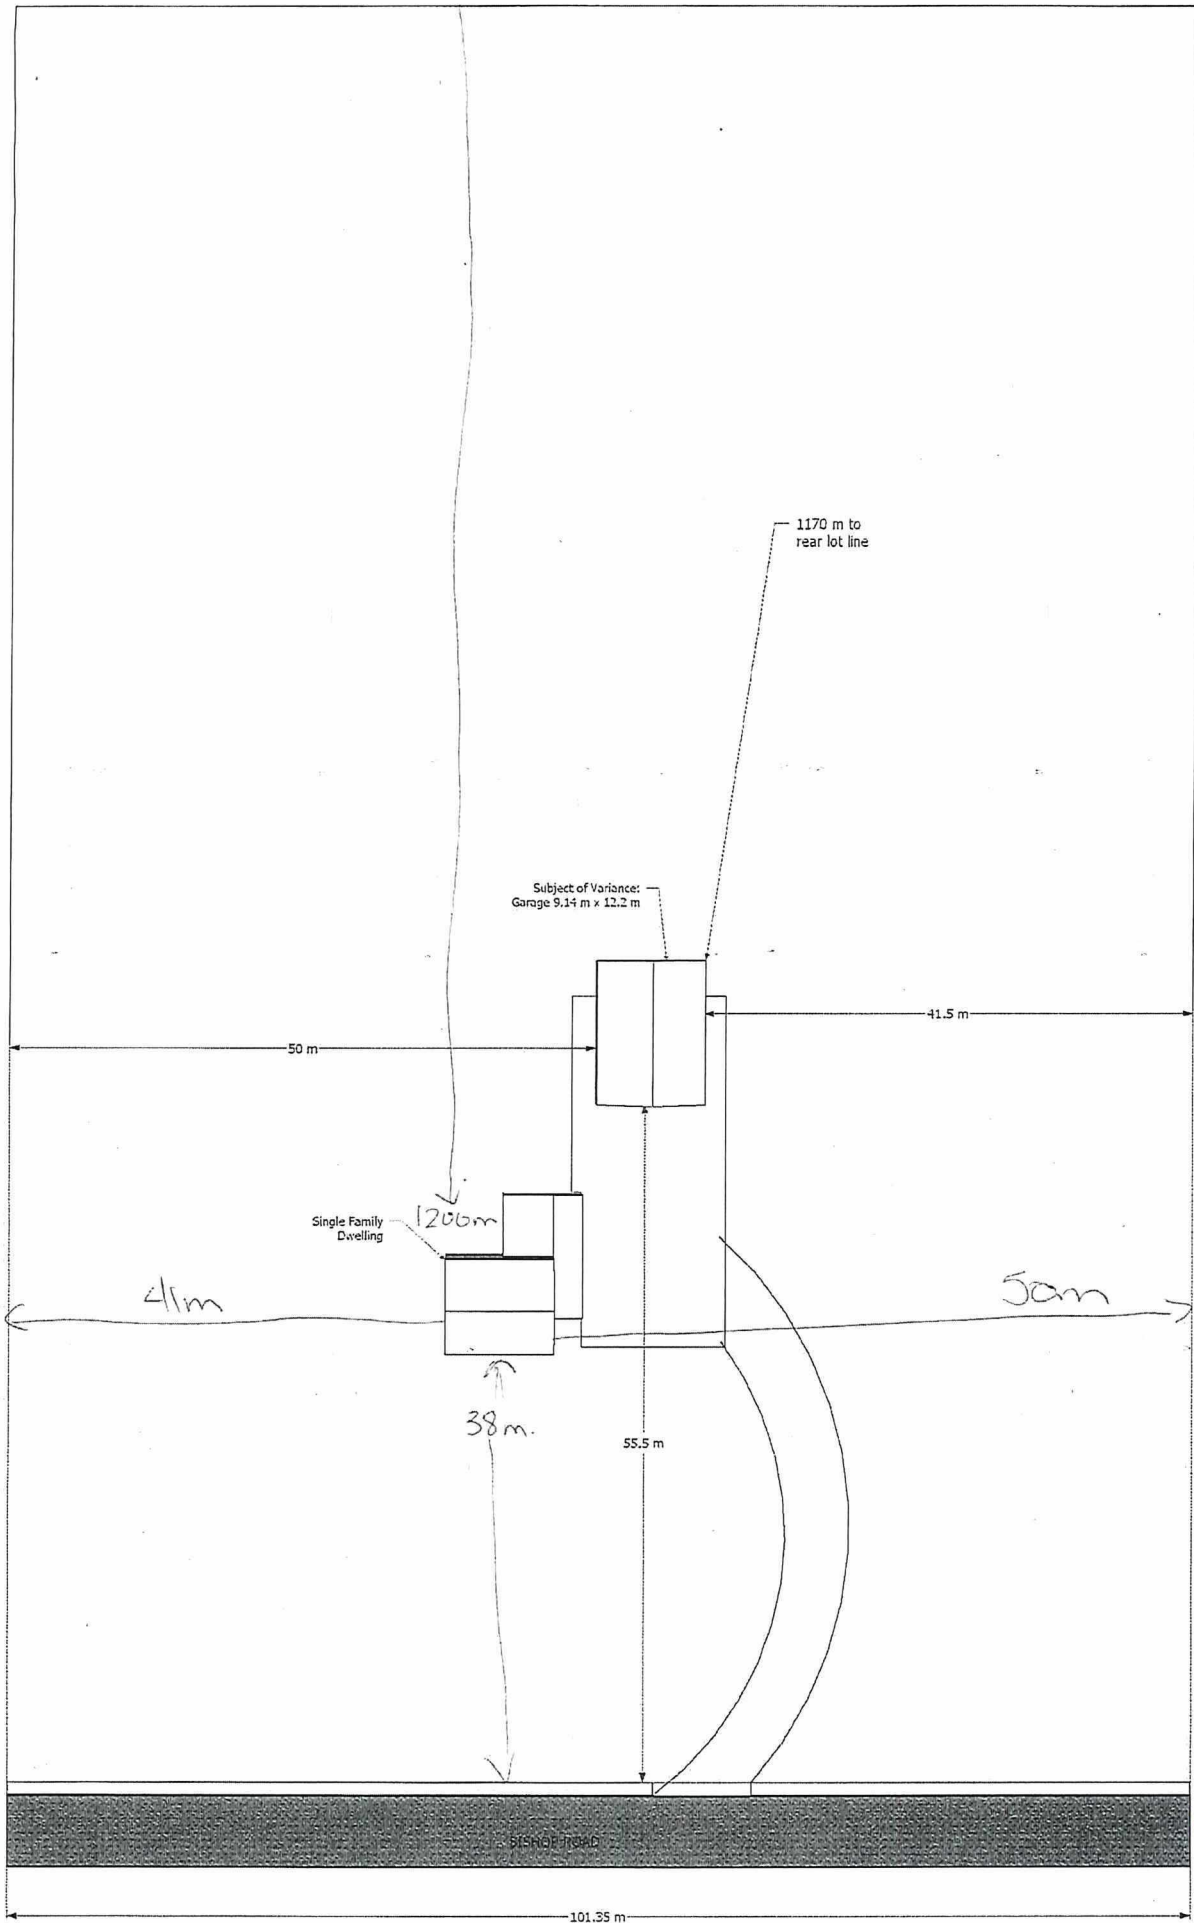 1170 m to
rear lot line
Subject of Variance:
Garage 9.14 m x 12.2 m
41.5 m
50 m
1200m
Single Family
Dwelling
41m
50m
38m.
55.5 m
BISHOP ROAD
101.35 m